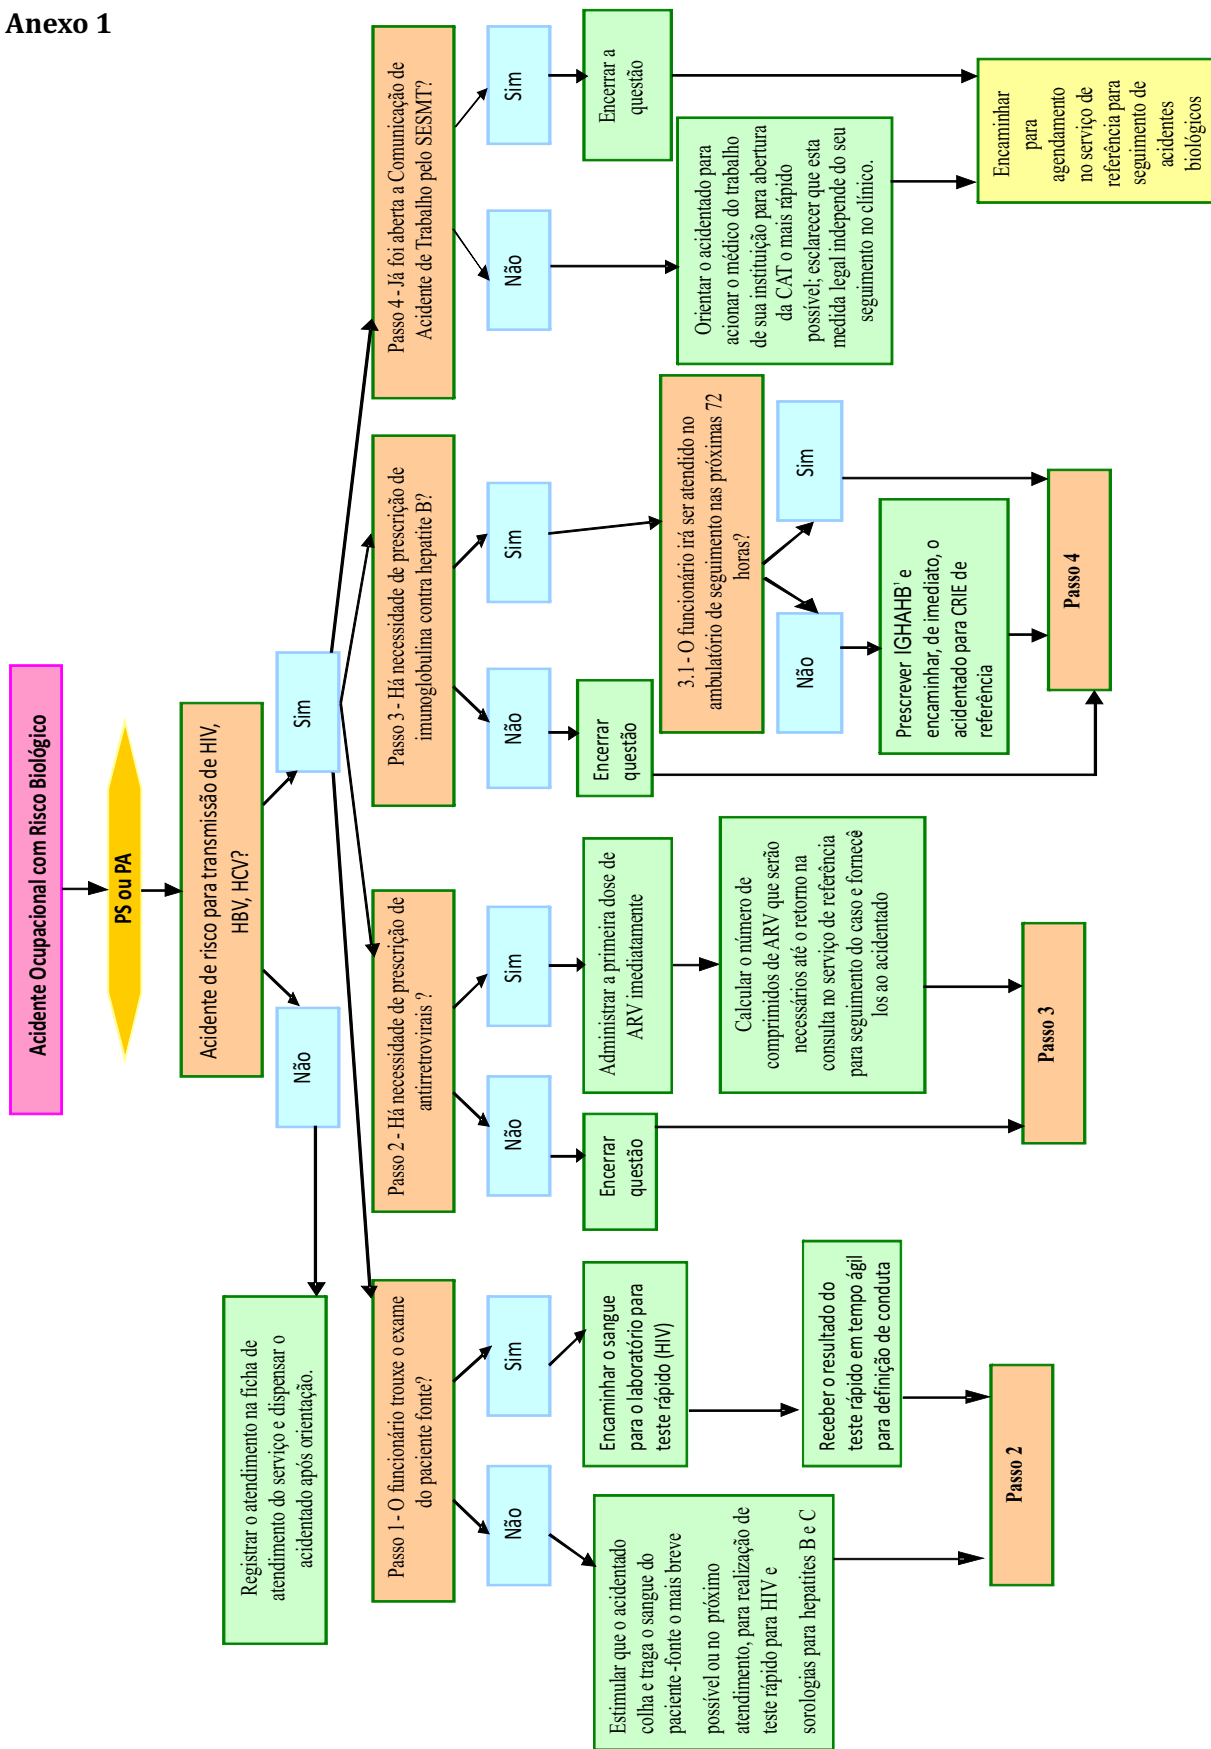 Anexo 1
Acidente Ocupacional com Risco Biológico
PS ou PA
Acidente de risco para transmissão de HIV,
HBV, HCV?
Não
Sim
Registrar o atendimento na ficha de
atendimento do serviço e dispensar o
acidentado após orientação.
Passo 1 - O funcionário trouxe o exame
do paciente fonte?
Não
Sim
Estimular que o acidentado
colha e traga o sangue do
paciente -fonte o mais breve
possível ou no próximo
atendimento, para realização de
teste rápido para HIV e
sorologias para hepatites B e C
Encaminhar o sangue
para o laboratório para
teste rápido (HIV)
Receber o resultado do
teste rápido em tempo ágil
para definição de conduta
Passo 2
Passo 2 - Há necessidade de prescrição de
antirretrovirais ?
Não
Sim
Encerrar
questão
Administrar a primeira dose de
ARV imediatamente
Calcular o número de
comprimidos de ARV que serão
necessários até o retorno na
consulta no serviço de referência
para seguimento do caso e fornecê
los ao acidentado
Passo 3
Passo 3 - Há necessidade de prescrição de
imunoglobulina contra hepatite B?
Não
Sim
Encerrar
questão
3.1 - O funcionário irá ser atendido no
ambulatório de seguimento nas próximas 72
horas?
Não
Sim
Prescrever IGHAHB' e
encaminhar, de imediato, o
acidentado para CRIE de
referência
Passo 4
Passo 4 - Já foi aberta a Comunicação de
Acidente de Trabalho pelo SESMT?
Não
Sim
Orientar o acidentado para
acionar o médico do trabalho
de sua instituição para abertura
da CAT o mais rápido
possível; esclarecer que esta
medida legal independe do seu
seguimento no clínico.
Encerrar a
questão
Encaminhar
para
agendamento
no serviço de
referência para
seguimento de
acidentes
biológicos